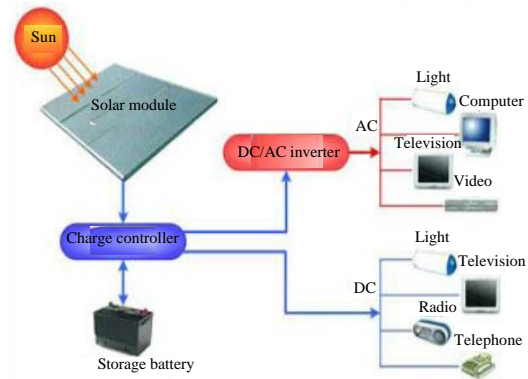 Sun
Solar module
Light
Computer
AC
Television
DC/AC inverter
Video
Charge controller
Light
Television
DC
Radio
Telephone
Storage battery